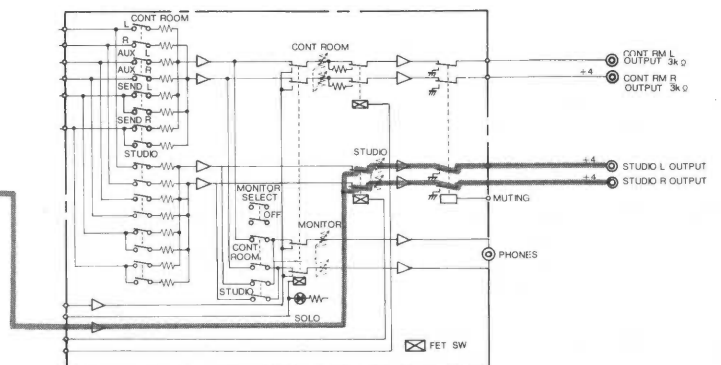 CONT ROOM
L
R
AUX L
AUX R
SEND L
SEND R
STUDIO
CONT ROOM
CONT RM L
OUTPUT 3kΩ
+4
CONT RM R
OUTPUT 3kΩ
STUDIO
+4
STUDIO L OUTPUT
+4
STUDIO R OUTPUT
MUTING
MONITOR
SELECT
OFF
MONITOR
CONT
ROOM
PHONES
STUDIO
SOLO
FET SW